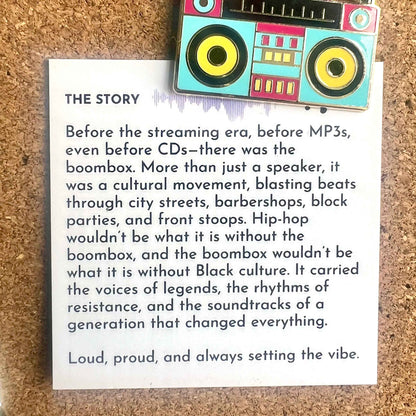 THE STORY
Before the streaming era, before MP3s,
even before CDs—there was the
boombox. More than just a speaker, it
was a cultural movement, blasting beats
through city streets, barbershops, block
parties, and front stoops. Hip-hop
wouldn't be what it is without the
boombox, and the boombox wouldn't be
what it is without Black culture. It carried
the voices of legends, the rhythms of
resistance, and the soundtracks of a
generation that changed everything.
Loud, proud, and always setting the vibe.